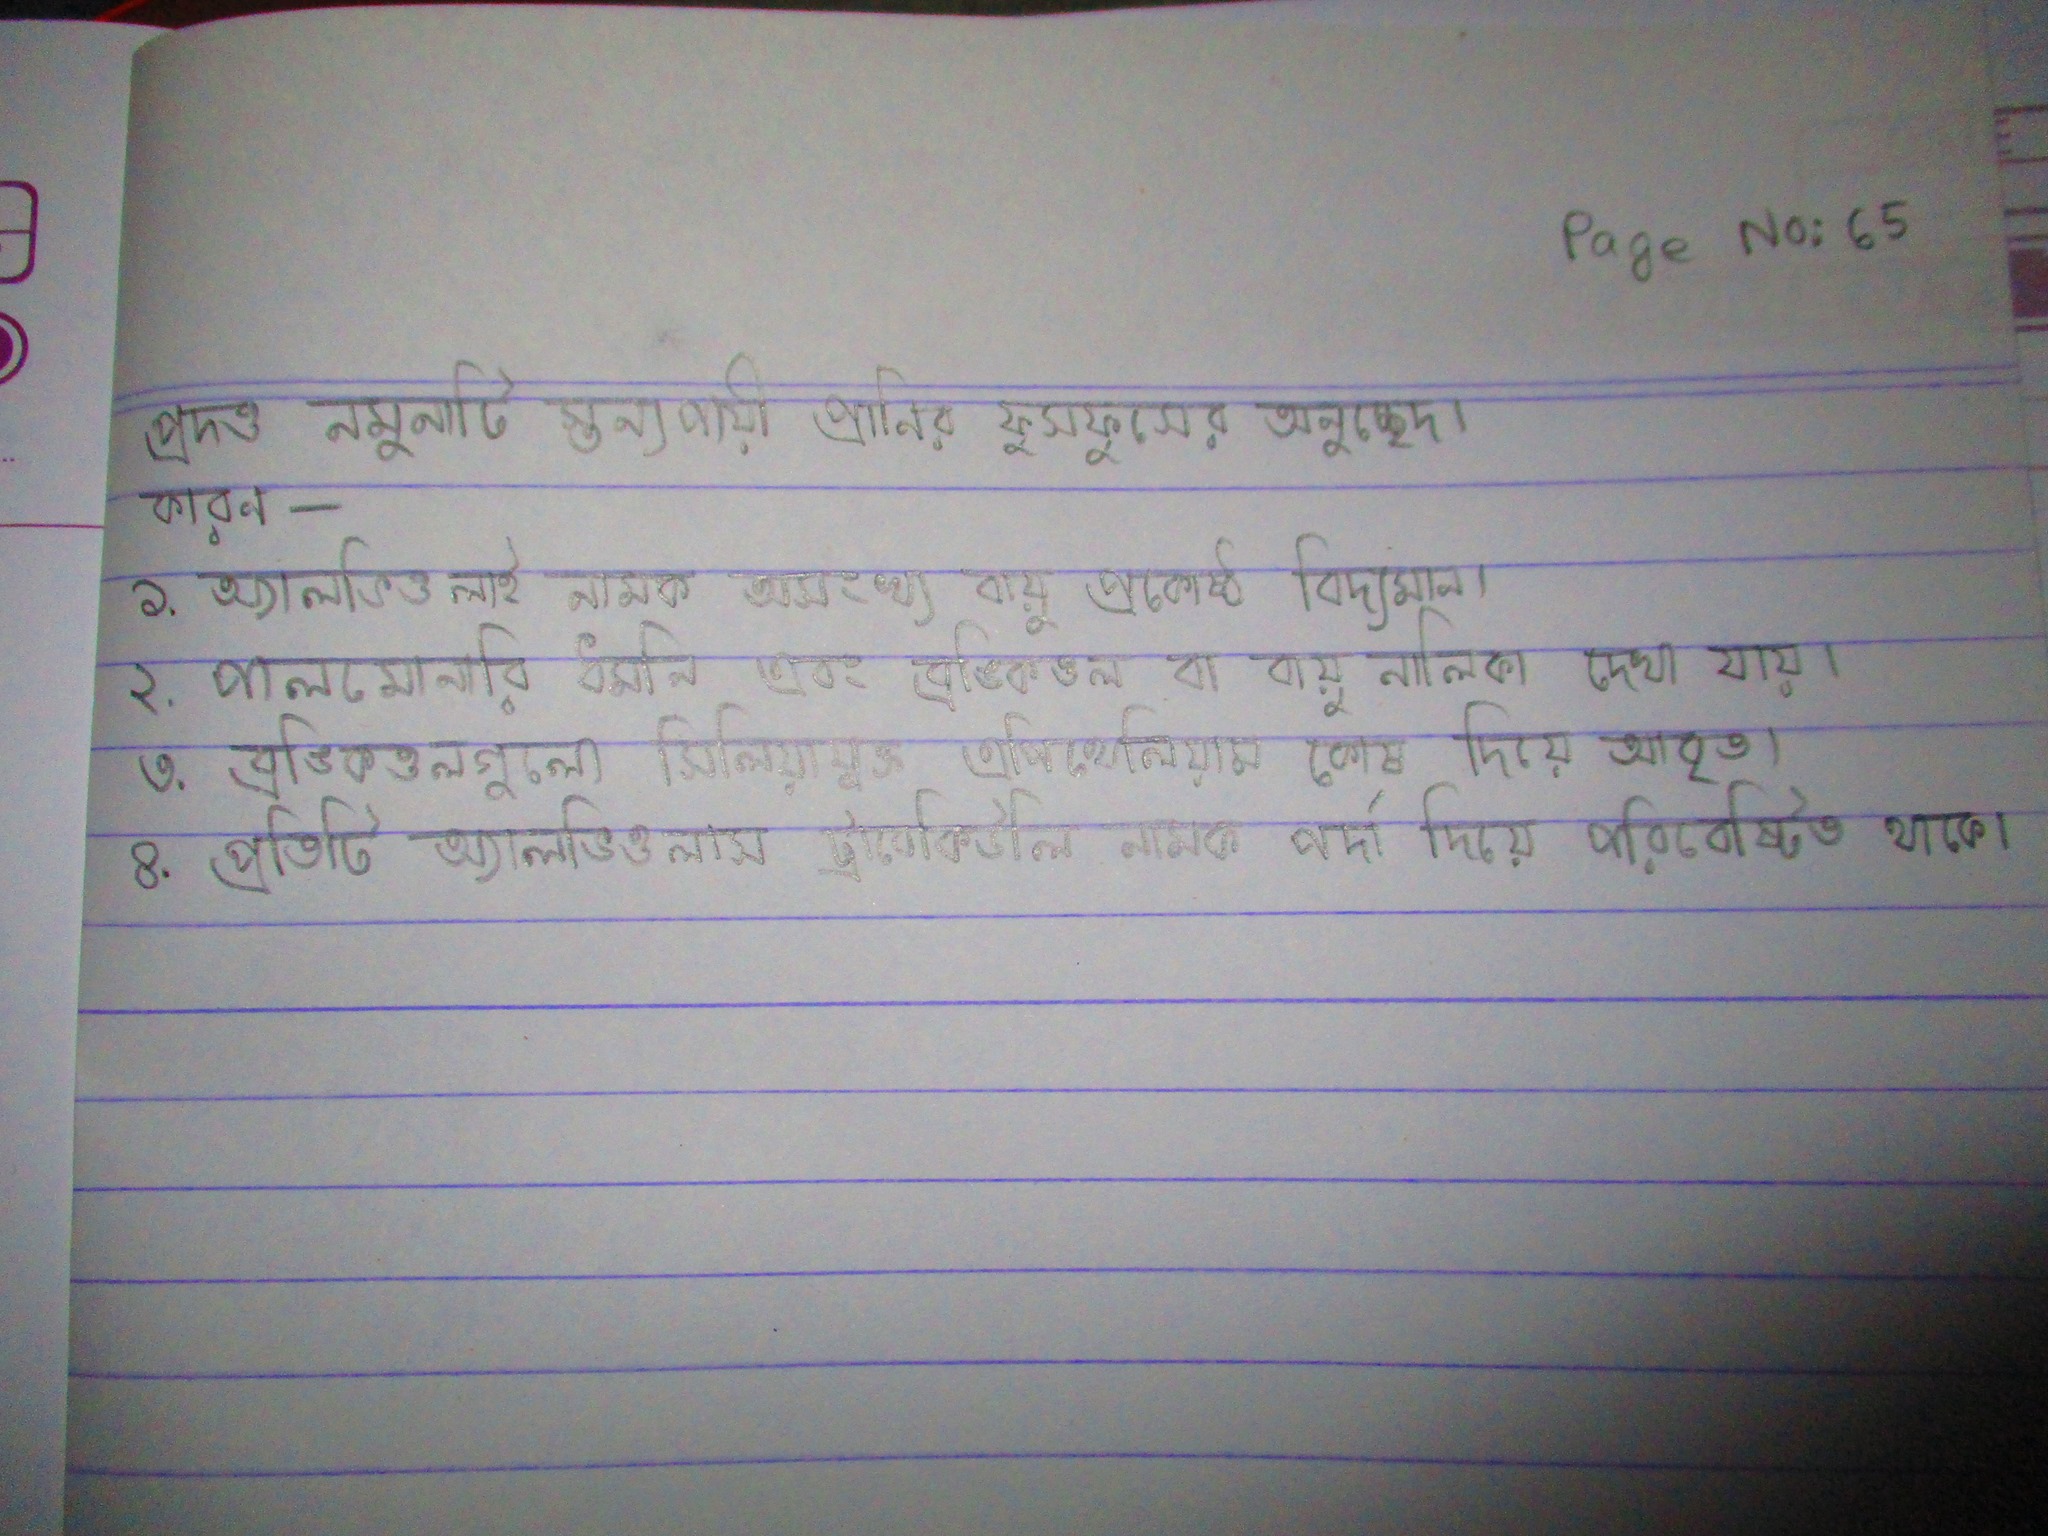 Page No: 65
প্রদত্ত নমুনাটি স্তন্যপায়ী প্রানির ফুসফুসের অনুচ্ছেদ।
কারন –
১. অ্যালভিওলাই নামক অসংখ্য বায়ু প্রকোষ্ঠ বিদ্যমান।
২. পালমোনারি ধমনি এবং ব্রঙ্কিওল বা বায়ু নালিকা দেখা যায়।
৩. ব্রঙ্কিওলগুলো সিলিয়াযুক্ত এপিথেলিয়াম কোষ দিয়ে আবৃত।
৪. প্রতিটি অ্যালভিওলাস ট্রাবেকিউলি নামক পর্দা দিয়ে পরিবেষ্টিত থাকে।